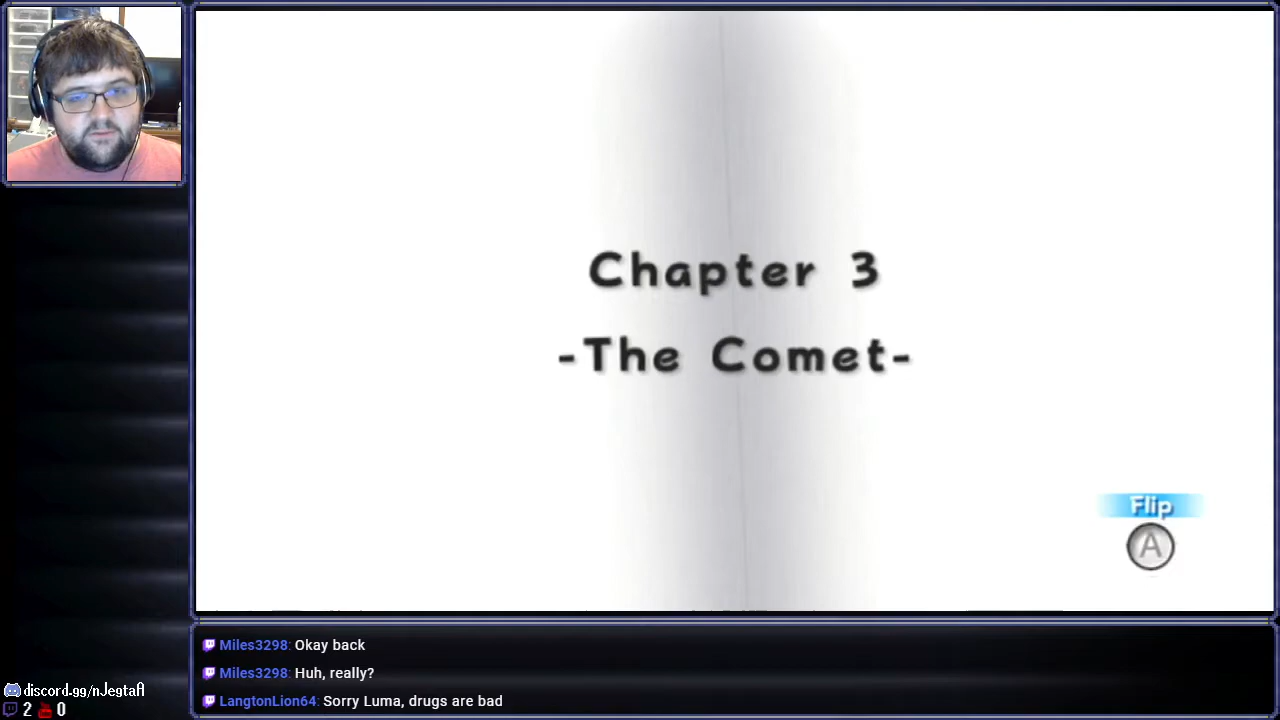 Chapter 3
-The Comet-
Flip
A
Miles3298: Okay back
Miles3298: Huh, really?
LangtonLion64: Sorry Luma, drugs are bad
discord.gg/nJegtaA
2 0